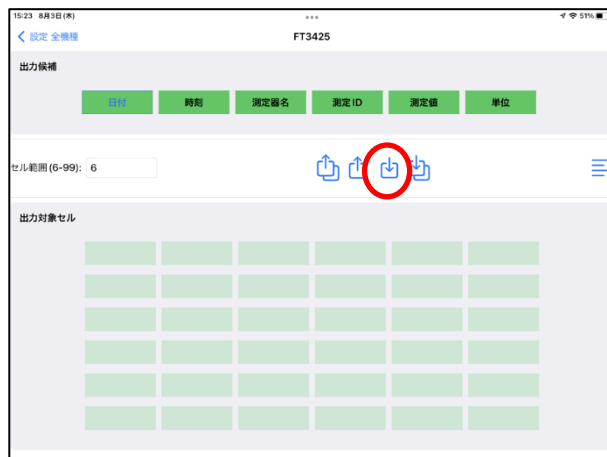 15:23 8月3日(木)
51%
設定 全機種
FT3425
出力候補
日付 時刻 測定器名 測定ID 測定値 単位
セル範囲(6-99): 6
出力対象セル